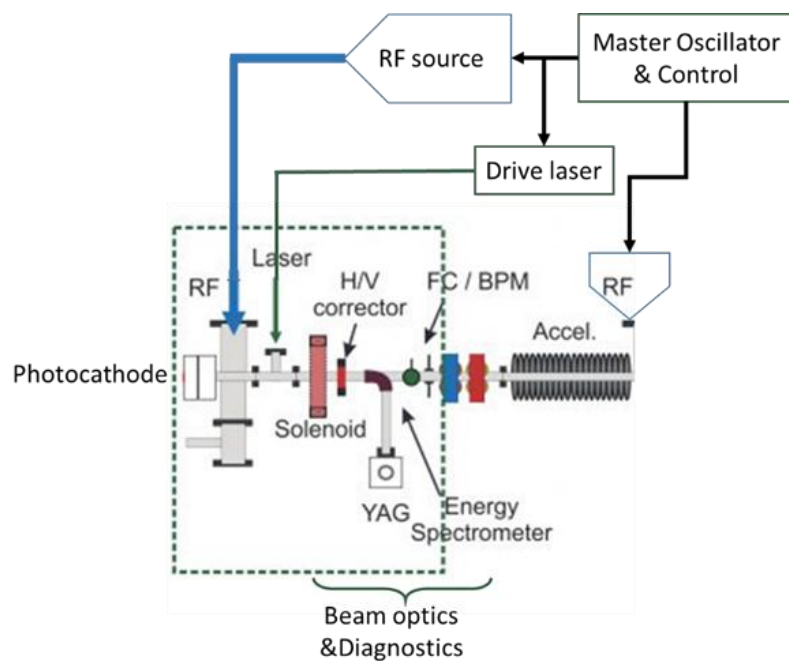 RF source
Master Oscillator
& Control
Drive laser
Laser
RF
H/V
corrector
FC / BPM
RF
Accel.
Photocathode
Solenoid
YAG
Energy
Spectrometer
Beam optics
&Diagnostics